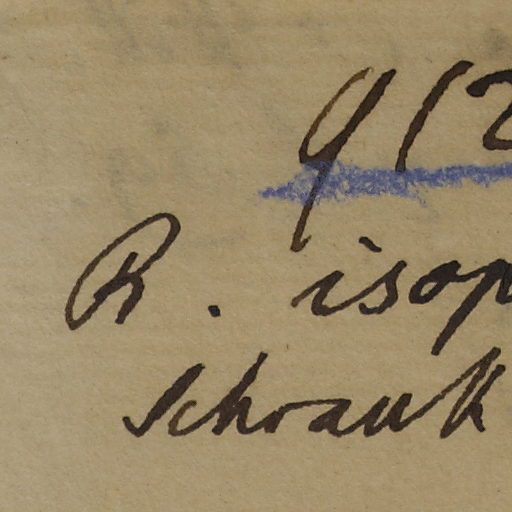 912
R. isop
Schrank